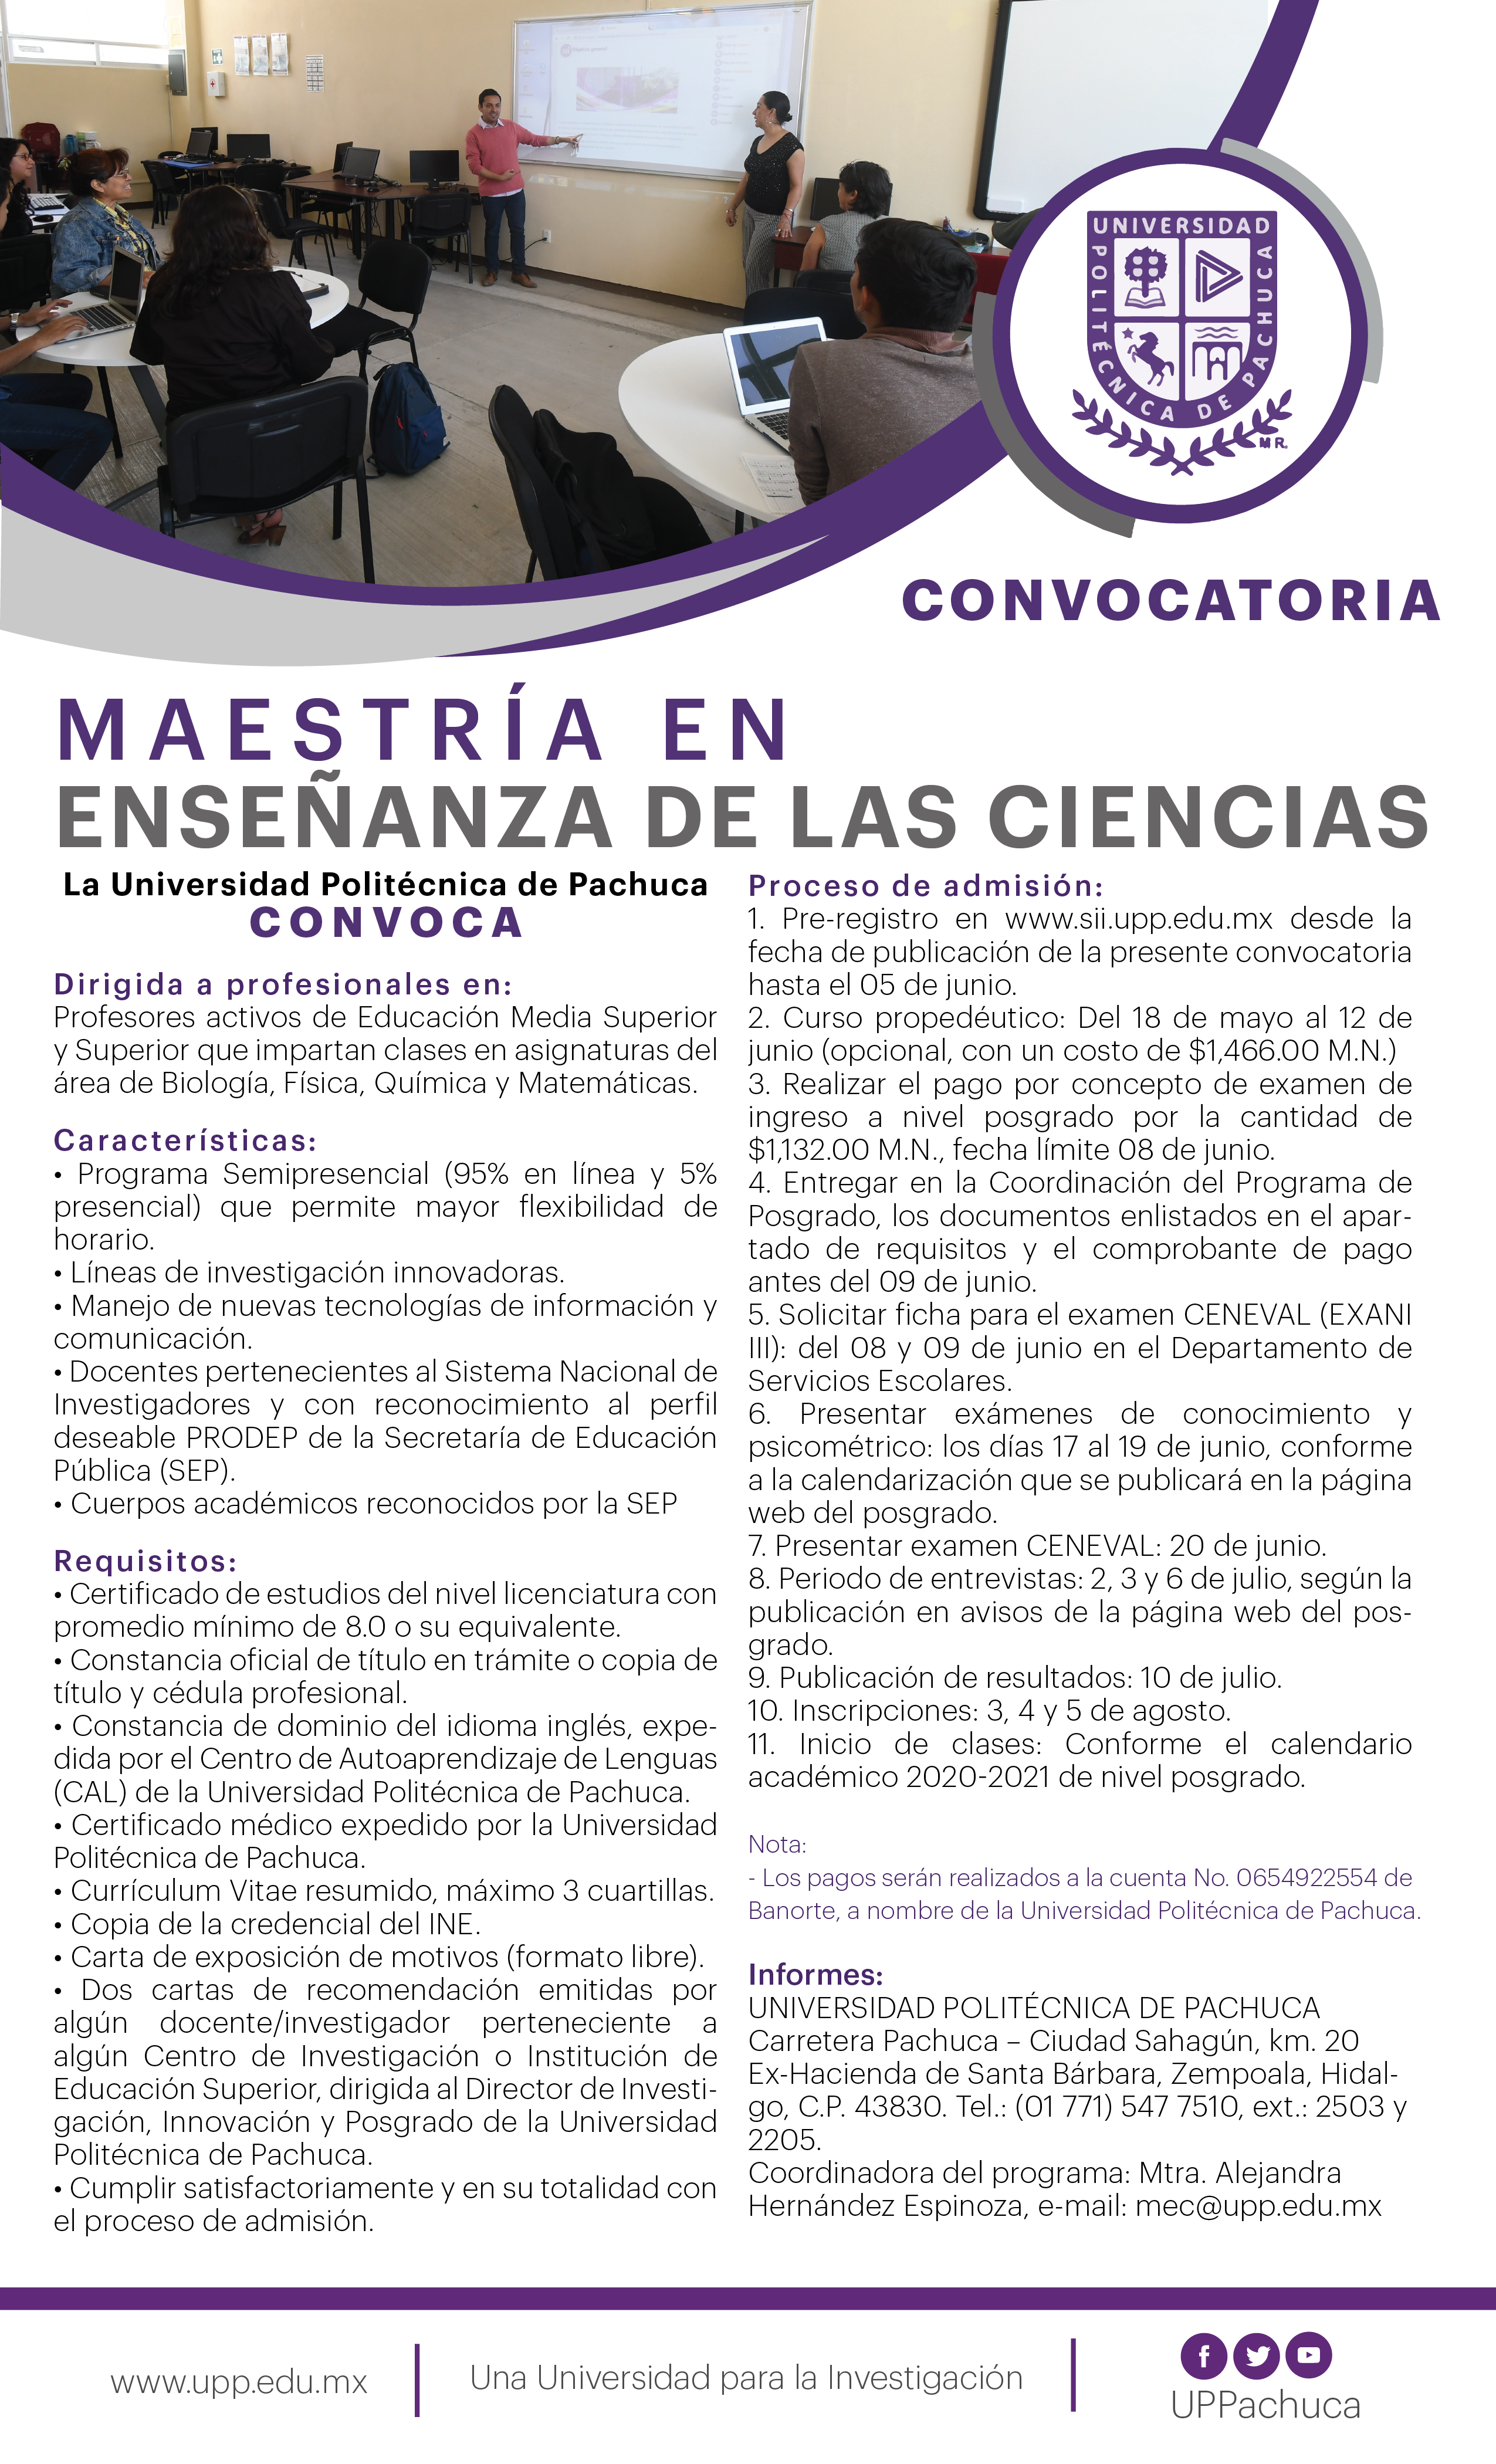 UNIVERSIDAD
POLITÉCNICA DE PACHUCA
M.R.
CONVOCATORIA
MAESTRÍA EN
ENSEÑANZA DE LAS CIENCIAS
La Universidad Politécnica de Pachuca
CONVOCA
Dirigida a profesionales en:
Profesores activos de Educación Media Superior
y Superior que impartan clases en asignaturas del
área de Biología, Física, Química y Matemáticas.
Características:
• Programa Semipresencial (95% en línea y 5%
presencial) que permite mayor flexibilidad de
horario.
• Líneas de investigación innovadoras.
• Manejo de nuevas tecnologías de información y
comunicación.
• Docentes pertenecientes al Sistema Nacional de
Investigadores y con reconocimiento al perfil
deseable PRODEP de la Secretaría de Educación
Pública (SEP).
• Cuerpos académicos reconocidos por la SEP
Requisitos:
• Certificado de estudios del nivel licenciatura con
promedio mínimo de 8.0 o su equivalente.
• Constancia oficial de título en trámite o copia de
título y cédula profesional.
• Constancia de dominio del idioma inglés, expe-
dida por el Centro de Autoaprendizaje de Lenguas
(CAL) de la Universidad Politécnica de Pachuca.
• Certificado médico expedido por la Universidad
Politécnica de Pachuca.
• Currículum Vitae resumido, máximo 3 cuartillas.
• Copia de la credencial del INE.
• Carta de exposición de motivos (formato libre).
• Dos cartas de recomendación emitidas por
algún docente/investigador perteneciente a
algún Centro de Investigación o Institución de
Educación Superior, dirigida al Director de Investi-
gación, Innovación y Posgrado de la Universidad
Politécnica de Pachuca.
• Cumplir satisfactoriamente y en su totalidad con
el proceso de admisión.
Proceso de admisión:
1. Pre-registro en www.sii.upp.edu.mx desde la
fecha de publicación de la presente convocatoria
hasta el 05 de junio.
2. Curso propedéutico: Del 18 de mayo al 12 de
junio (opcional, con un costo de $1,466.00 M.N.)
3. Realizar el pago por concepto de examen de
ingreso a nivel posgrado por la cantidad de
$1,132.00 M.N., fecha límite 08 de junio.
4. Entregar en la Coordinación del Programa de
Posgrado, los documentos enlistados en el apar-
tado de requisitos y el comprobante de pago
antes del 09 de junio.
5. Solicitar ficha para el examen CENEVAL (EXANI
III): del 08 y 09 de junio en el Departamento de
Servicios Escolares.
6. Presentar exámenes de conocimiento y
psicométrico: los días 17 al 19 de junio, conforme
a la calendarización que se publicará en la página
web del posgrado.
7. Presentar examen CENEVAL: 20 de junio.
8. Periodo de entrevistas: 2, 3 y 6 de julio, según la
publicación en avisos de la página web del pos-
grado.
9. Publicación de resultados: 10 de julio.
10. Inscripciones: 3, 4 y 5 de agosto.
11. Inicio de clases: Conforme el calendario
académico 2020-2021 de nivel posgrado.
Nota:
- Los pagos serán realizados a la cuenta No. 0654922554 de
Banorte, a nombre de la Universidad Politécnica de Pachuca.
Informes:
UNIVERSIDAD POLITÉCNICA DE PACHUCA
Carretera Pachuca – Ciudad Sahagún, km. 20
Ex-Hacienda de Santa Bárbara, Zempoala, Hidal-
go, C.P. 43830. Tel.: (01 771) 547 7510, ext.: 2503 y
2205.
Coordinadora del programa: Mtra. Alejandra
Hernández Espinoza, e-mail: mec@upp.edu.mx
www.upp.edu.mx
Una Universidad para la Investigación
UPPachuca